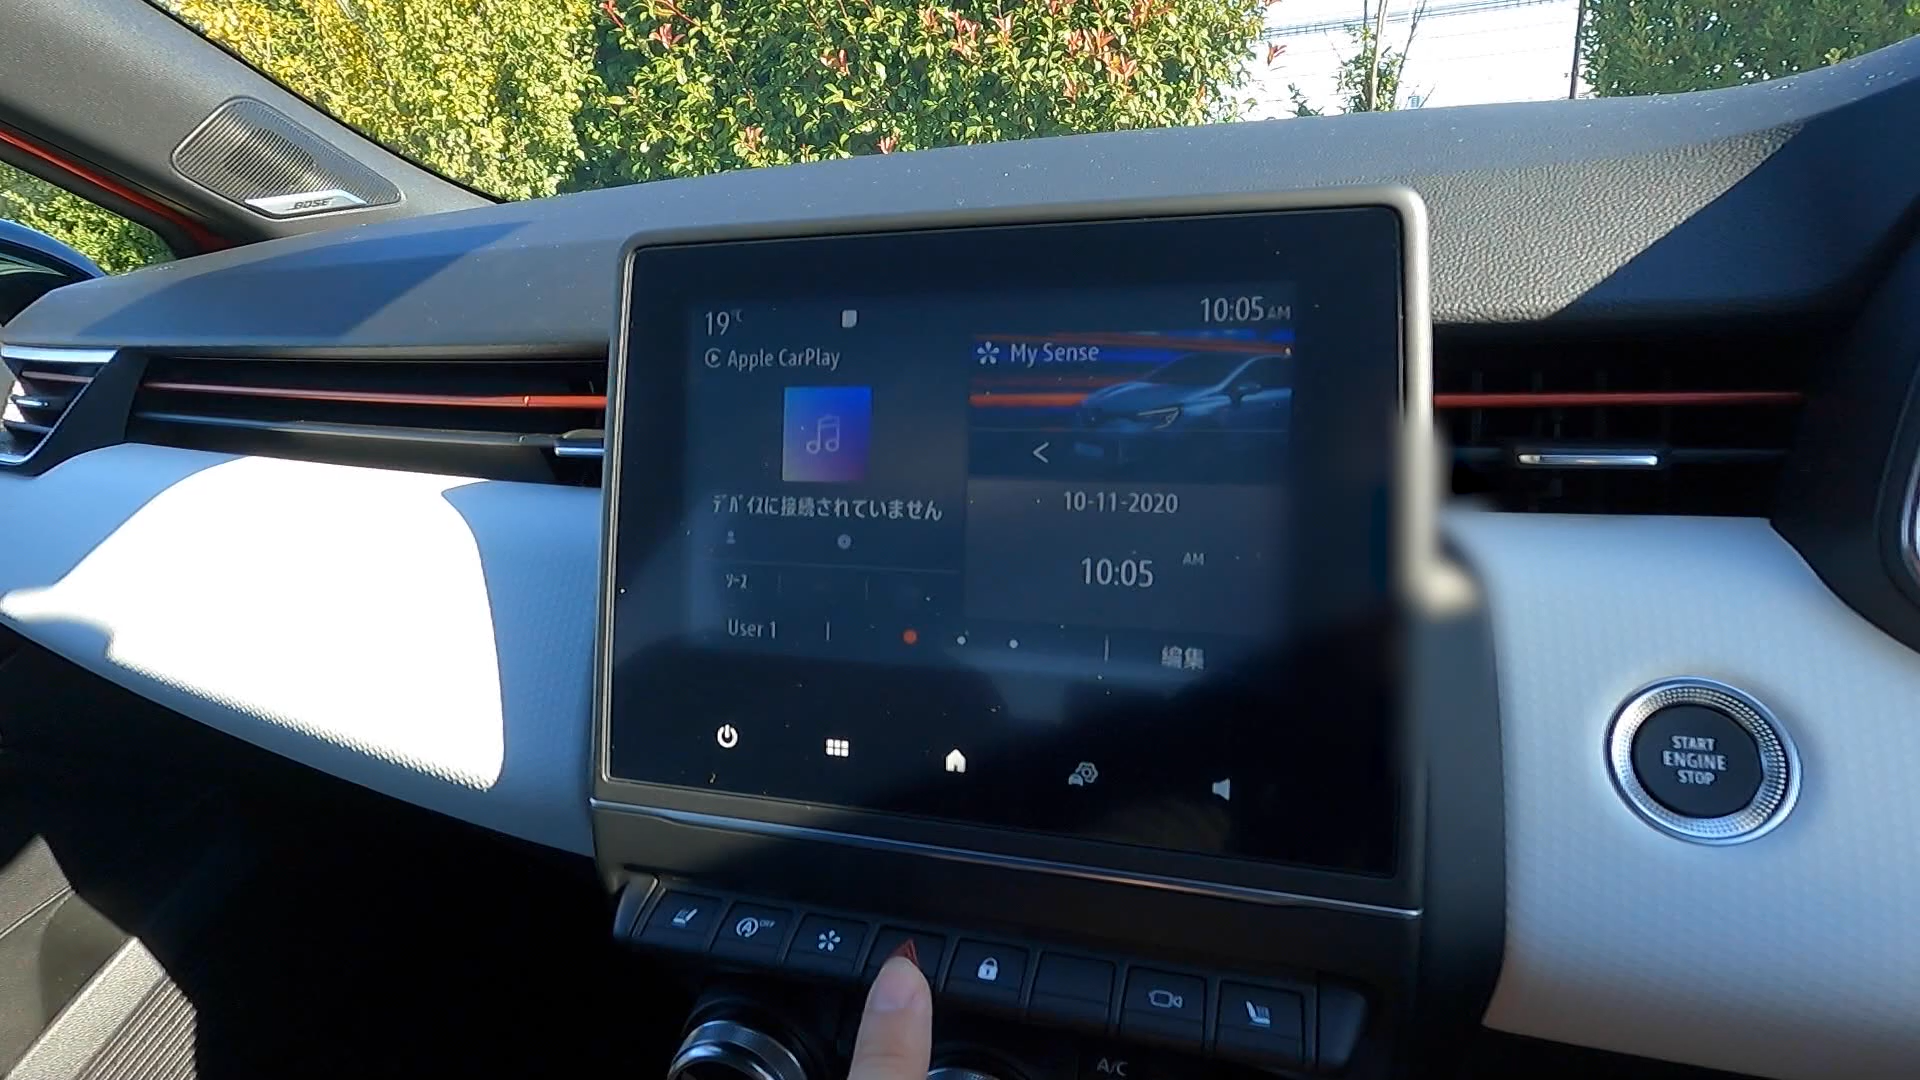 BOSE
19°C
10:05 AM
Apple CarPlay
My Sense
デバイスに接続されていません
10-11-2020
10:05 AM
ソース
User 1
編集
START
ENGINE
STOP
A OFF
A/C